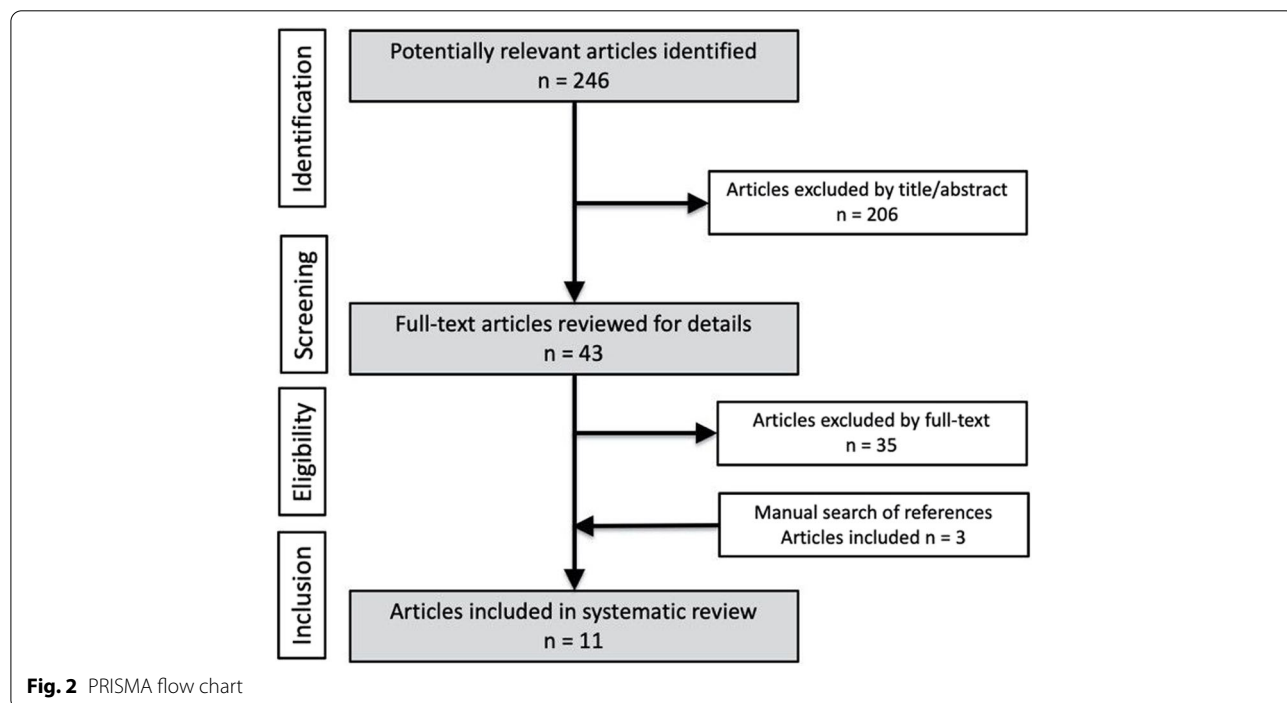 Identification
Potentially relevant articles identified
n = 246
Articles excluded by title/abstract
n = 206
Screening
Full-text articles reviewed for details
n = 43
Eligibility
Articles excluded by full-text
n = 35
Manual search of references
Articles included n = 3
Inclusion
Articles included in systematic review
n = 11
Fig. 2 PRISMA flow chart